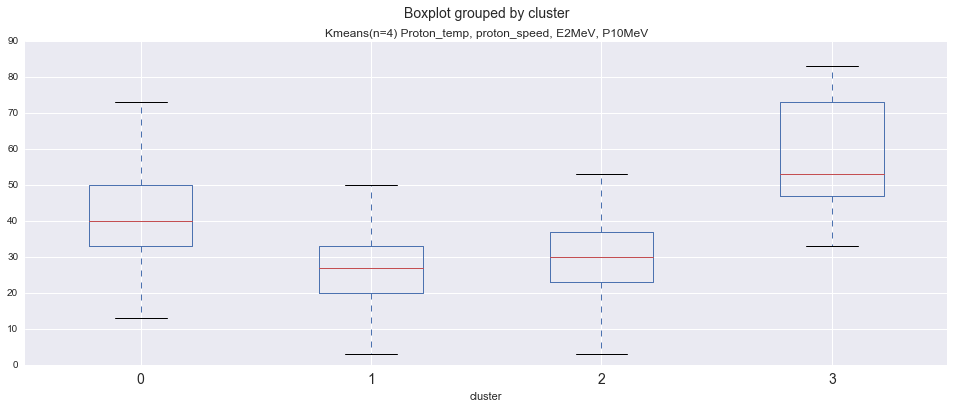 Boxplot grouped by cluster
Kmeans(n=4) Proton_temp, proton_speed, E2MeV, P10MeV
90
80
70
60
50
40
30
20
10
0
0 1 2 3
cluster